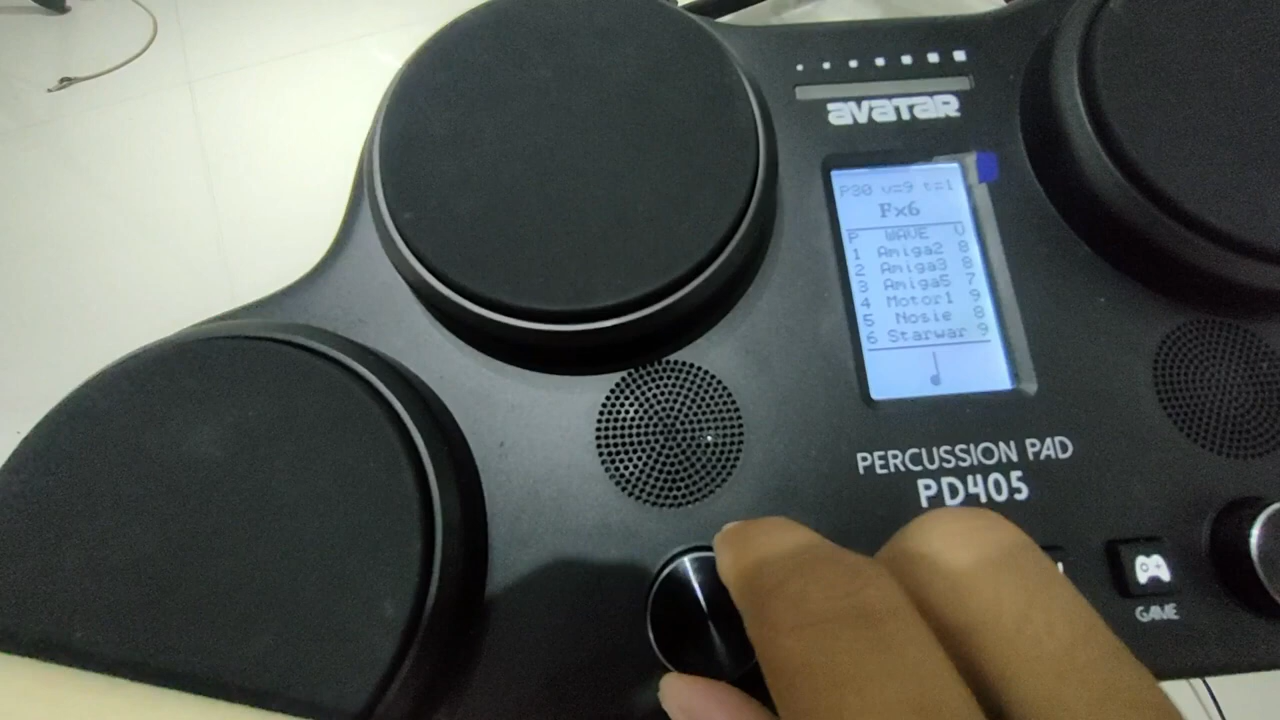 avatar
P30 v=9 t=1
Fx6
P WAVE U
1 Amiga2 8
2 Amiga3 8
3 Amiga5 7
4 Motor1 9
5 Nosie 8
6 Starwar 9
PERCUSSION PAD
PD405
GAME